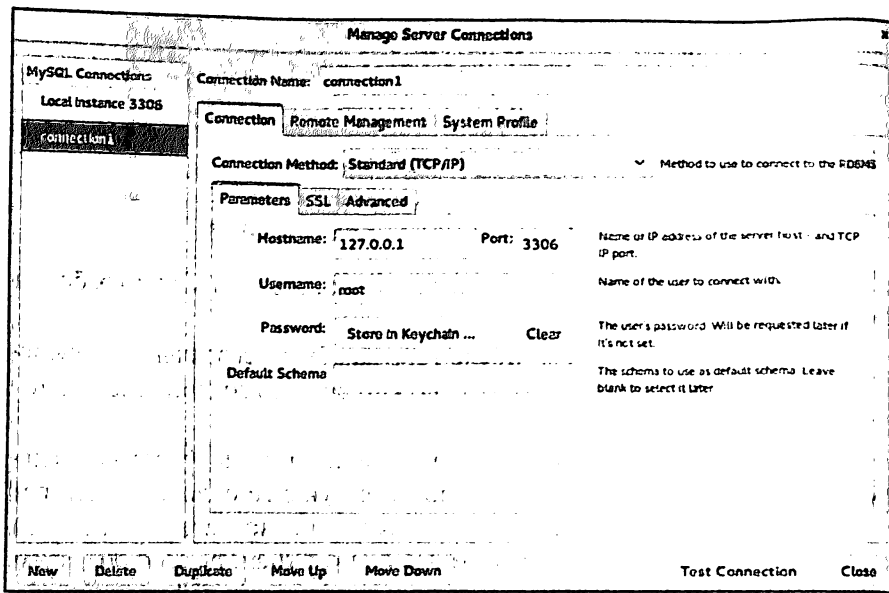 Manage Server Connections
x
MySQL Connections
Local Instance 3306
connection1
Connection Name: connection1
Connection Remote Management System Profile
Connection Method: Standard (TCP/IP) Method to use to connect to the RDBMS
Parameters SSL Advanced
Hostname: 127.0.0.1 Port: 3306 Name or IP address of the server host - and TCP
IP port.
Username: root Name of the user to connect with.
Password: Store in Keychain ... Clear The user's password. Will be requested later if
it's not set.
Default Schema The schema to use as default schema. Leave
blank to select it later
New Delete Duplicate Move Up Move Down Test Connection Close